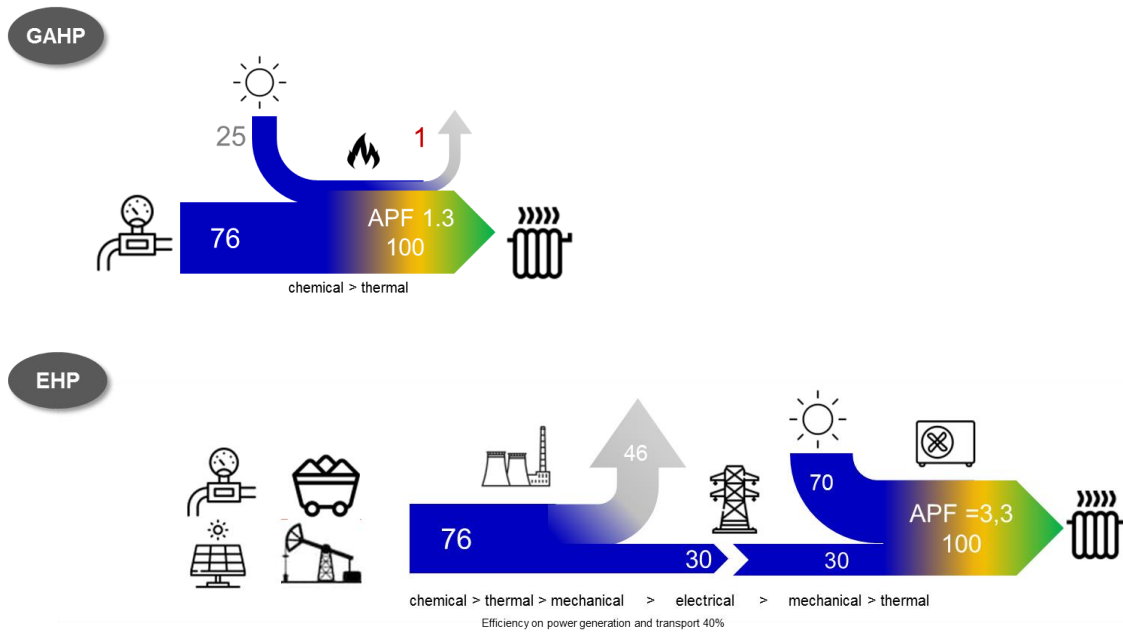 GAHP
25
1
76
APF 1.3
100
chemical > thermal
EHP
46
70
76
APF =3,3
100
30
30
chemical > thermal > mechanical > electrical > mechanical > thermal
Efficiency on power generation and transport 40%